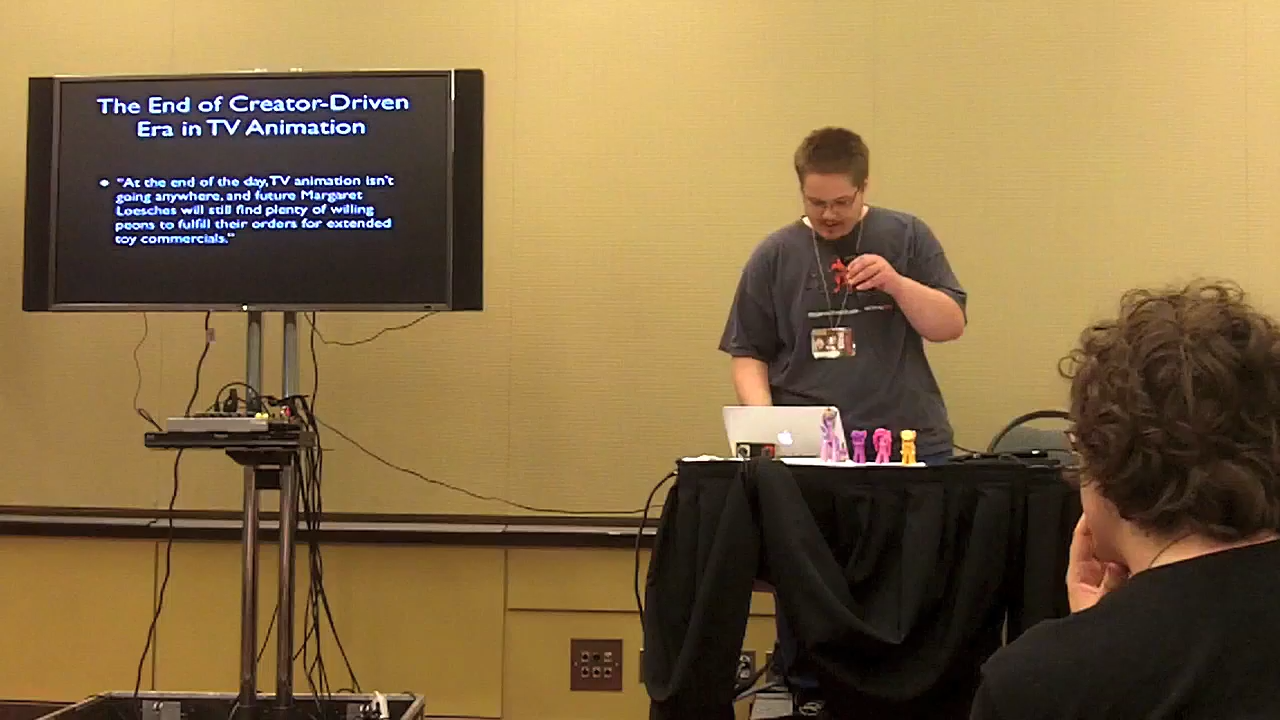 The End of Creator-Driven
Era in TV Animation
"At the end of the day, TV animation isn't
going anywhere, and future Margaret
Loesches will still find plenty of willing
peons to fulfill their orders for extended
toy commercials."